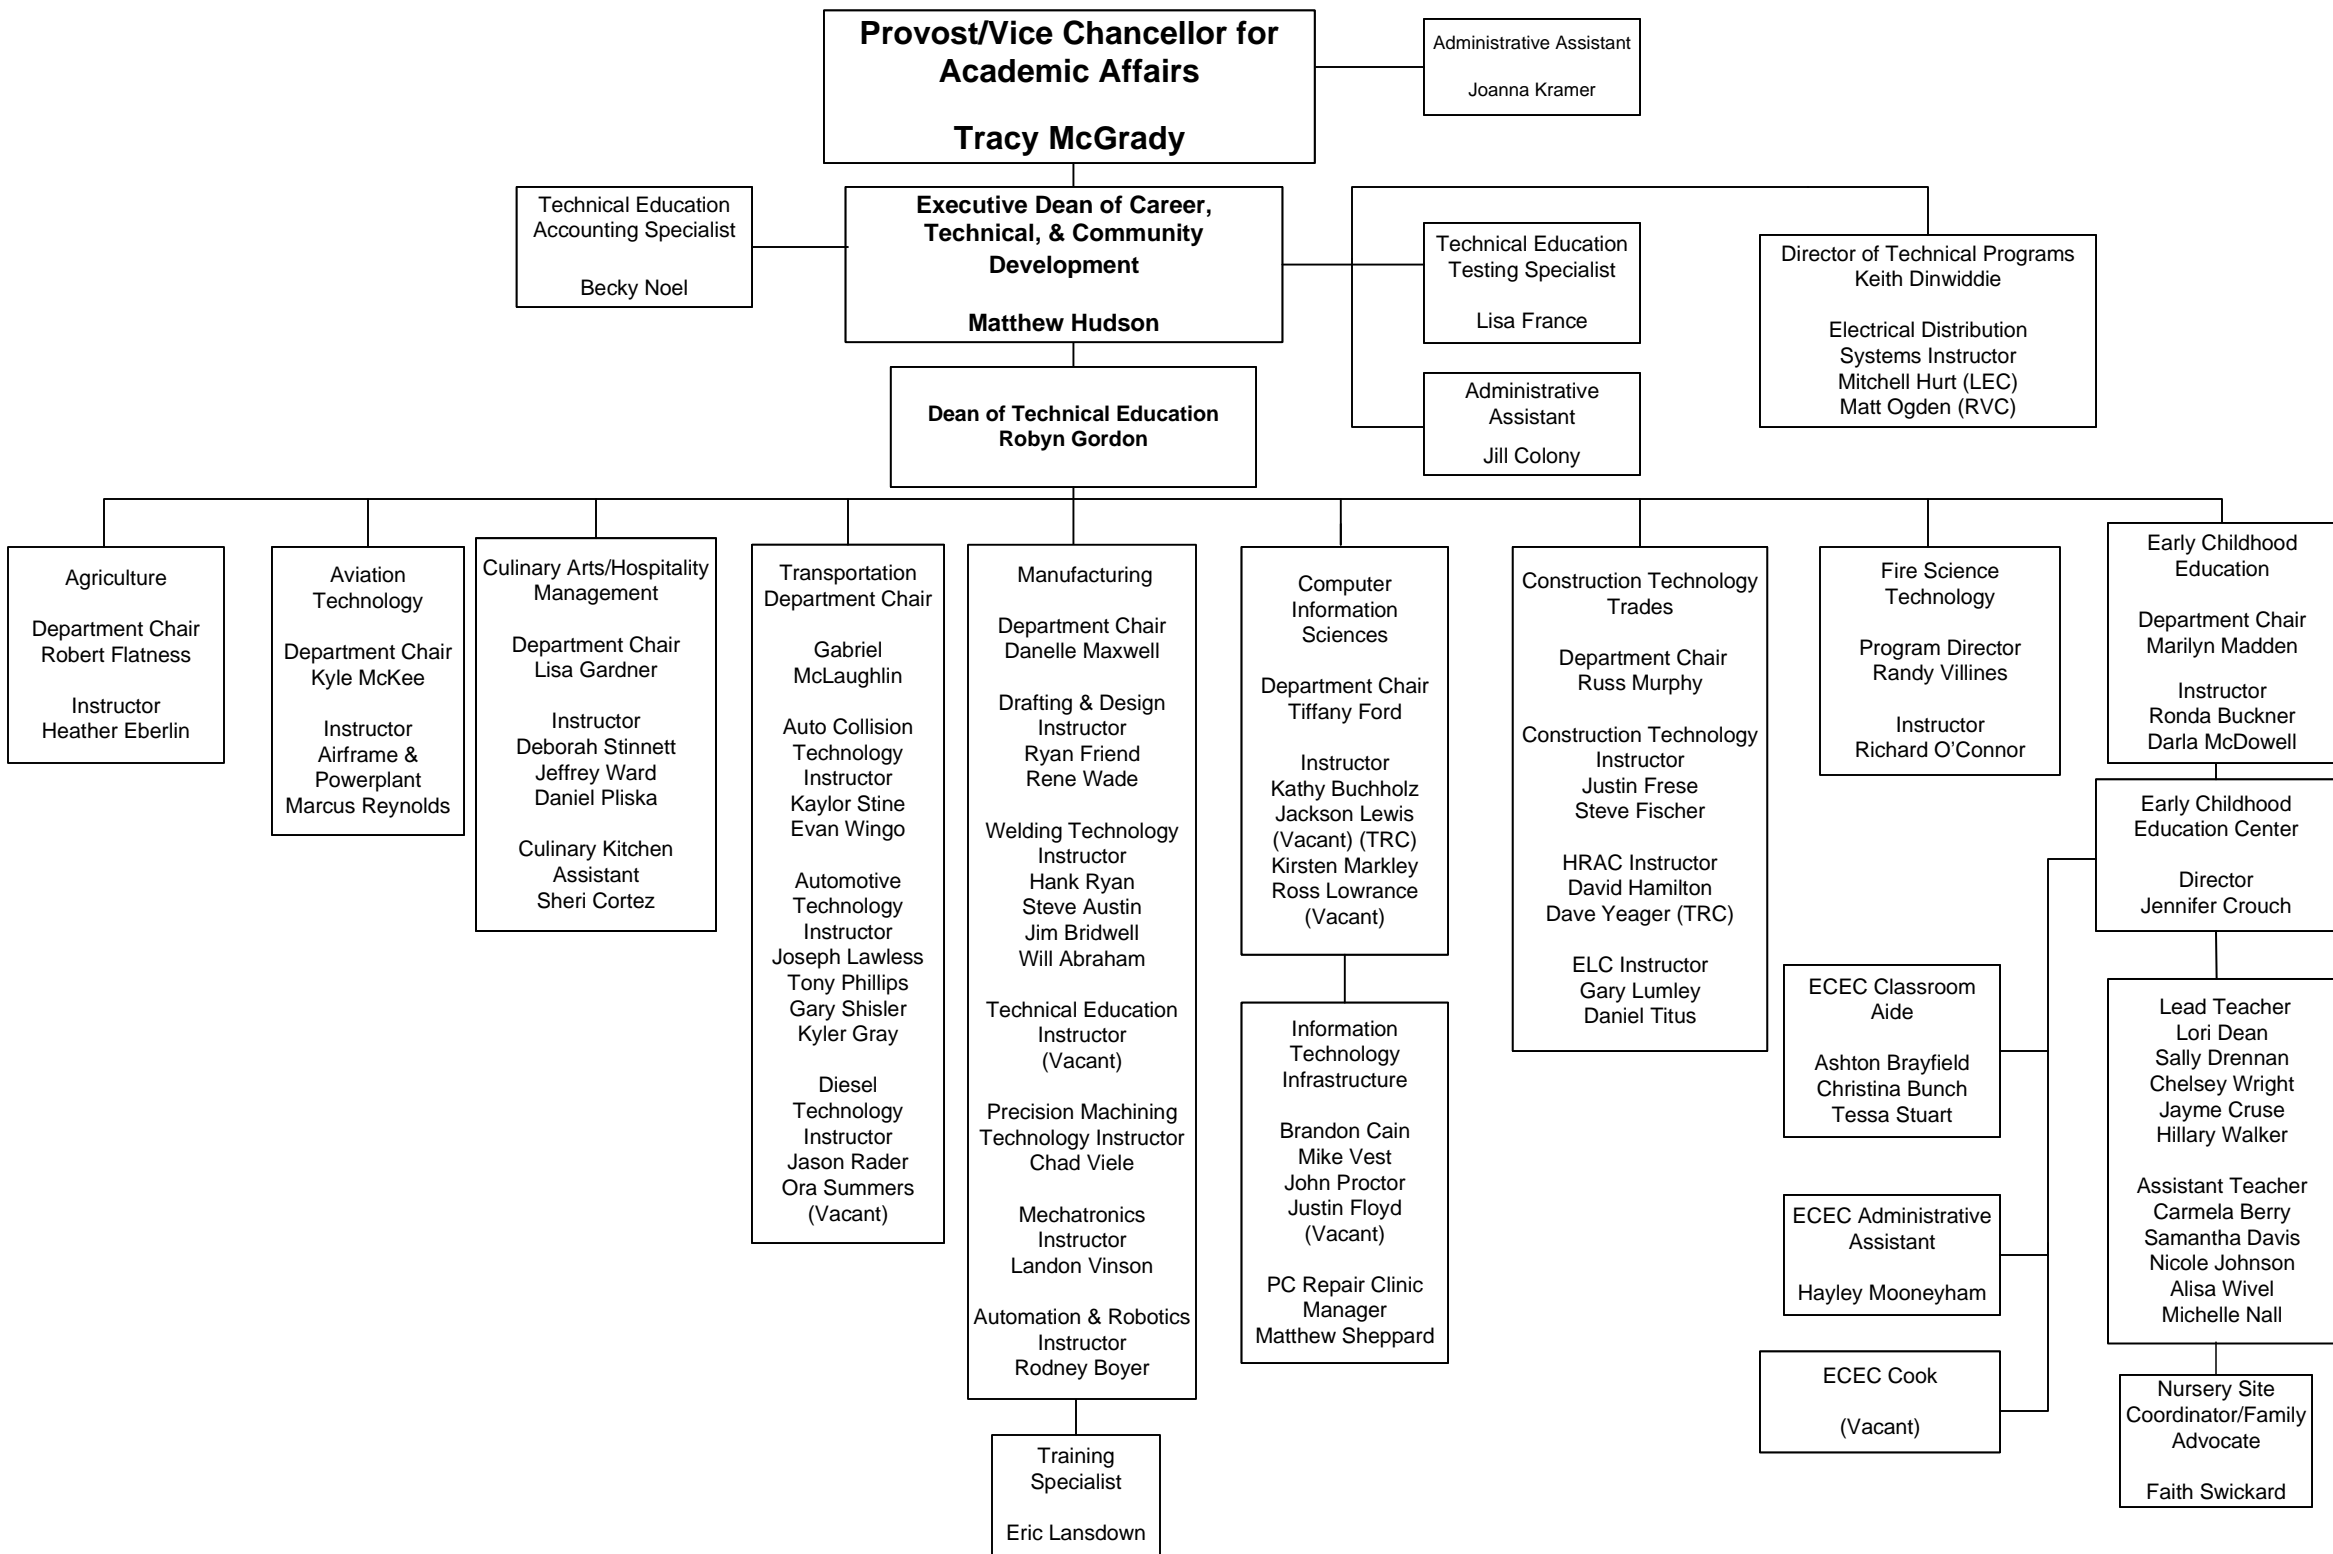 Provost/Vice Chancellor for
Academic Affairs
Tracy McGrady
Administrative Assistant
Joanna Kramer
Technical Education
Accounting Specialist
Becky Noel
Executive Dean of Career,
Technical, & Community
Development
Matthew Hudson
Technical Education
Testing Specialist
Lisa France
Director of Technical Programs
Keith Dinwiddie
Electrical Distribution
Systems Instructor
Mitchell Hurt (LEC)
Matt Ogden (RVC)
Administrative
Assistant
Jill Colony
Dean of Technical Education
Robyn Gordon
Agriculture
Department Chair
Robert Flatness
Instructor
Heather Eberlin
Aviation
Technology
Department Chair
Kyle McKee
Instructor
Airframe &
Powerplant
Marcus Reynolds
Culinary Arts/Hospitality
Management
Department Chair
Lisa Gardner
Instructor
Deborah Stinnett
Jeffrey Ward
Daniel Pliska
Culinary Kitchen
Assistant
Sheri Cortez
Transportation
Department Chair
Gabriel
McLaughlin
Auto Collision
Technology
Instructor
Kaylor Stine
Evan Wingo
Automotive
Technology
Instructor
Joseph Lawless
Tony Phillips
Gary Shisler
Kyler Gray
Diesel
Technology
Instructor
Jason Rader
Ora Summers
(Vacant)
Manufacturing
Department Chair
Danelle Maxwell
Drafting & Design
Instructor
Ryan Friend
Rene Wade
Welding Technology
Instructor
Hank Ryan
Steve Austin
Jim Bridwell
Will Abraham
Technical Education
Instructor
(Vacant)
Precision Machining
Technology Instructor
Chad Viele
Mechatronics
Instructor
Landon Vinson
Automation & Robotics
Instructor
Rodney Boyer
Training
Specialist
Eric Lansdown
Computer
Information
Sciences
Department Chair
Tiffany Ford
Instructor
Kathy Buchholz
Jackson Lewis
(Vacant) (TRC)
Kirsten Markley
Ross Lowrance
(Vacant)
Information
Technology
Infrastructure
Brandon Cain
Mike Vest
John Proctor
Justin Floyd
(Vacant)
PC Repair Clinic
Manager
Matthew Sheppard
Construction Technology
Trades
Department Chair
Russ Murphy
Construction Technology
Instructor
Justin Frese
Steve Fischer
HRAC Instructor
David Hamilton
Dave Yeager (TRC)
ELC Instructor
Gary Lumley
Daniel Titus
Fire Science
Technology
Program Director
Randy Villines
Instructor
Richard O’Connor
Early Childhood
Education
Department Chair
Marilyn Madden
Instructor
Ronda Buckner
Darla McDowell
Early Childhood
Education Center
Director
Jennifer Crouch
ECEC Classroom
Aide
Ashton Brayfield
Christina Bunch
Tessa Stuart
ECEC Administrative
Assistant
Hayley Mooneyham
ECEC Cook
(Vacant)
Lead Teacher
Lori Dean
Sally Drennan
Chelsey Wright
Jayme Cruse
Hillary Walker
Assistant Teacher
Carmela Berry
Samantha Davis
Nicole Johnson
Alisa Wivel
Michelle Nall
Nursery Site
Coordinator/Family
Advocate
Faith Swickard